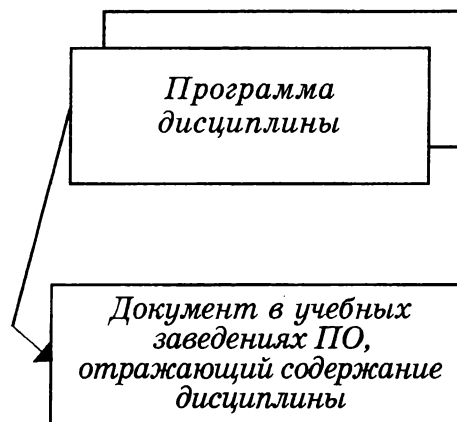 Программа
дисциплины
Документ в учебных
заведениях ПО,
отражающий содержание
дисциплины